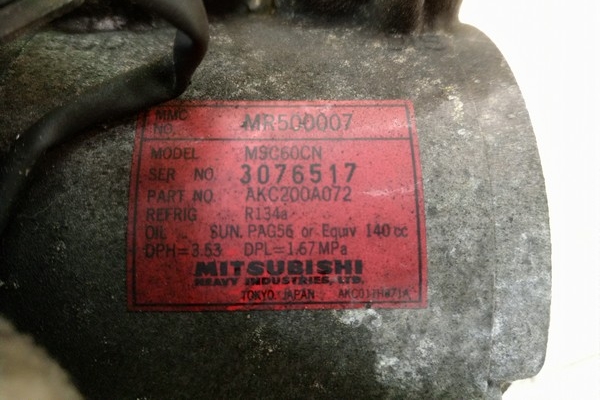 MMC
NO. MR500007
MODEL MSC60CN
SER NO. 3076517
PART NO. AKC200A072
REFRIG R134a
OIL SUN. PAG56 or Equiv 140cc
DPH=3.53 DPL=1.67MPa
MITSUBISHI
HEAVY INDUSTRIES, LTD.
TOKYO JAPAN